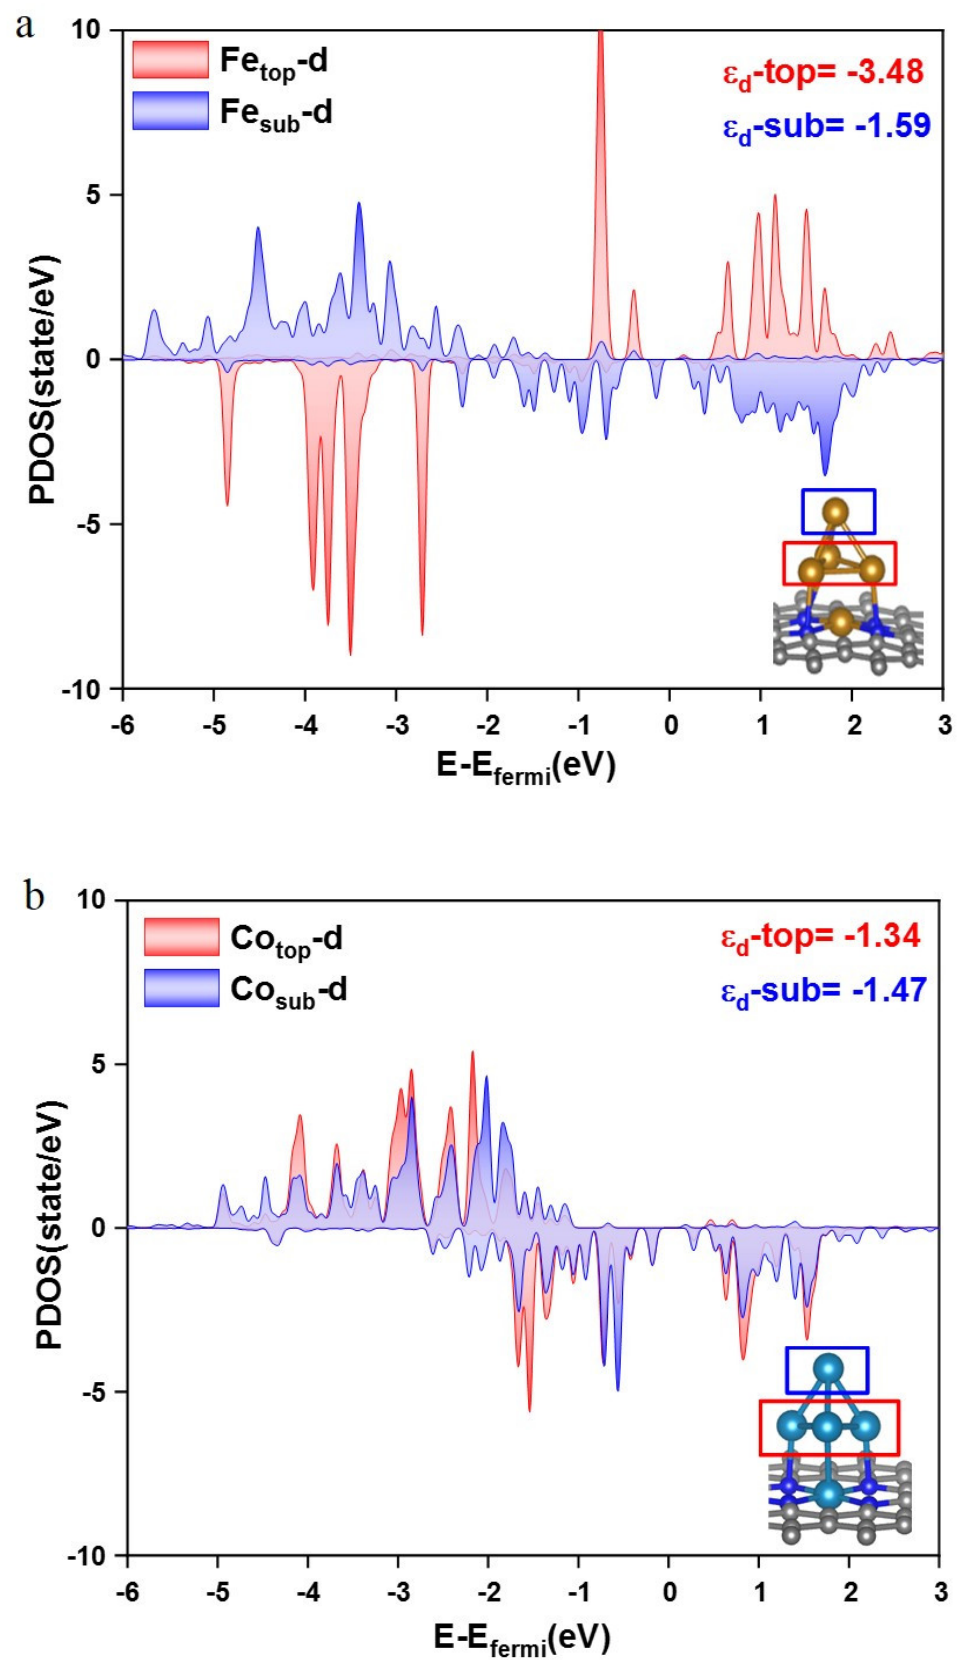 a
10
5
0
-5
-10
PDOS(state/eV)
Fetop-d
Fesub-d
εd-top= -3.48
εd-sub= -1.59
-6 -5 -4 -3 -2 -1 0 1 2 3
E-Efermi(eV)
b
10
5
0
-5
-10
PDOS(state/eV)
Cotop-d
Cosub-d
εd-top= -1.34
εd-sub= -1.47
-6 -5 -4 -3 -2 -1 0 1 2 3
E-Efermi(eV)